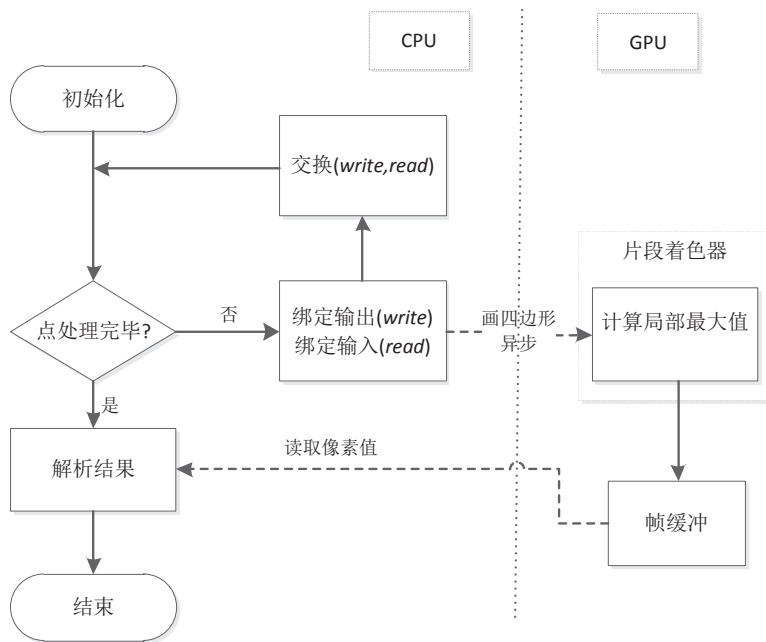 CPU
GPU
初始化
交换(write,read)
片段着色器
点处理完毕?
否
绑定输出(write)
绑定输入(read)
画四边形
异步
计算局部最大值
是
解析结果
读取像素值
帧缓冲
结束